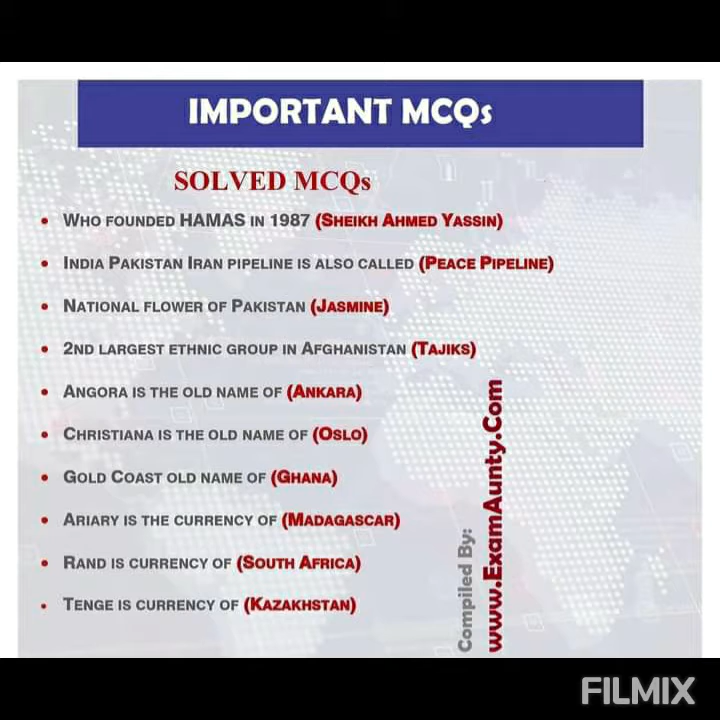 IMPORTANT MCQs
SOLVED MCQs
• WHO FOUNDED HAMAS IN 1987 (SHEIKH AHMED YASSIN)
• INDIA PAKISTAN IRAN PIPELINE IS ALSO CALLED (PEACE PIPELINE)
• NATIONAL FLOWER OF PAKISTAN (JASMINE)
• 2ND LARGEST ETHNIC GROUP IN AFGHANISTAN (TAJIKS)
• ANGORA IS THE OLD NAME OF (ANKARA)
• CHRISTIANA IS THE OLD NAME OF (OSLO)
• GOLD COAST OLD NAME OF (GHANA)
• ARIARY IS THE CURRENCY OF (MADAGASCAR)
• RAND IS CURRENCY OF (SOUTH AFRICA)
• TENGE IS CURRENCY OF (KAZAKHSTAN)
Compiled By:
www.ExamAunty.Com
FILMIX